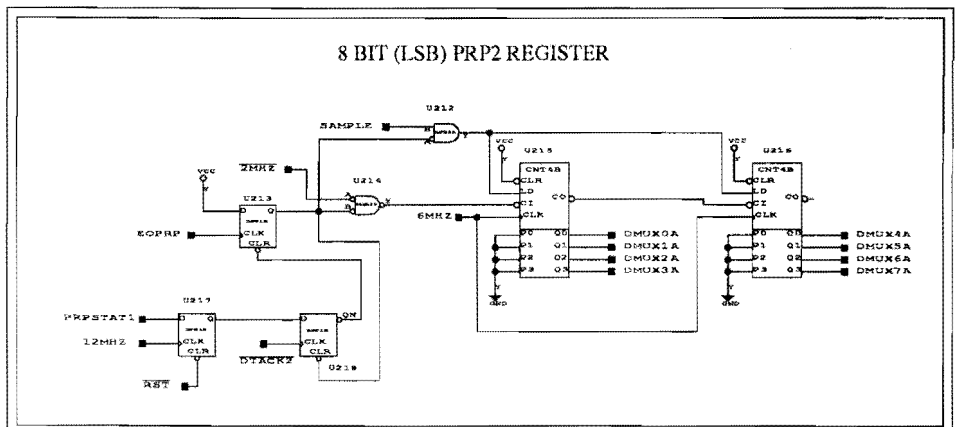 8 BIT (LSB) PRP2 REGISTER
U212
SAMPLE
Y
VCC
U215
VCC
U216
CNT4B
CLR
LD
CI
CLK
CO
CNT4B
CLR
LD
CI
CLK
CO
VCC
2MHZ
U214
A
B
Y
6MHZ
U213
D
Q
CLK
CLR
EOPRP
P0 Q0 DMUX0A
P1 Q1 DMUX1A
P2 Q2 DMUX2A
P3 Q3 DMUX3A
P0 Q0 DMUX4A
P1 Q1 DMUX5A
P2 Q2 DMUX6A
P3 Q3 DMUX7A
GND
GND
U217
QN
PRPSTAT1
D
Q
D
12MHZ
CLK
CLR
CLK
CLR
DTACK2
RST